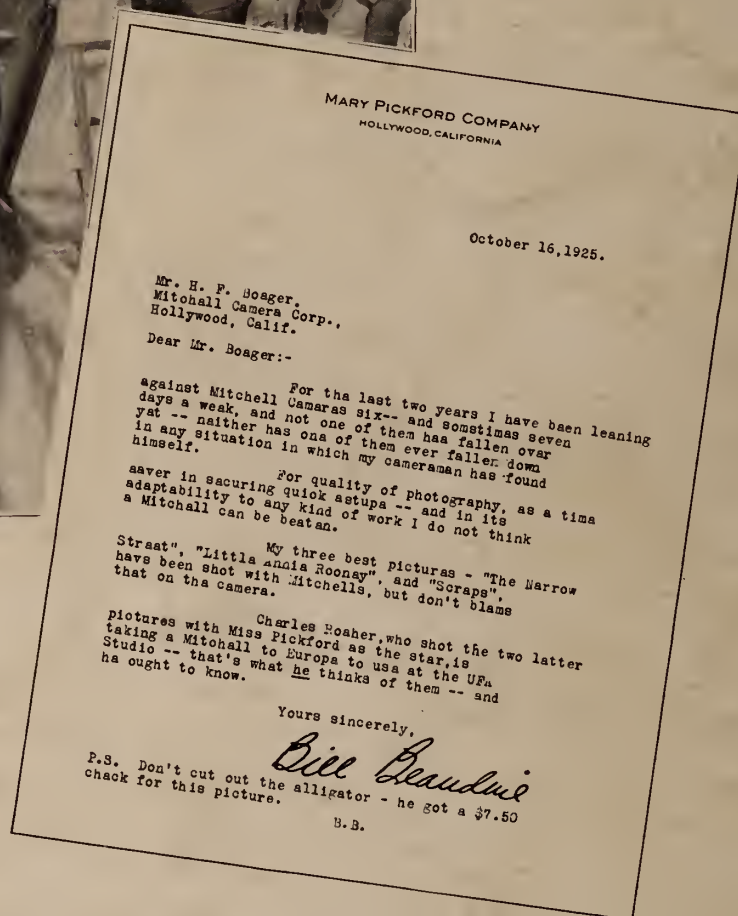 MARY PICKFORD COMPANY
HOLLYWOOD, CALIFORNIA
October 16,1925.
Mr. H. F. Boeger,
Mitchell Camera Corp.,
Hollywood, Calif.
Dear Mr. Boeger:-
For the last two years I have been leaning
against Mitchell Cameras six-- and sometimes seven
days a week, and not one of them has fallen over
yet -- neither has one of them ever fallen down
in any situation in which my cameraman has found
himself.
For quality of photography, as a time
saver in securing quick setups -- and in its
adaptability to any kind of work I do not think
a Mitchell can be beaten.
My three best pictures - "The Narrow
Street", "Little Annie Rooney", and "Scraps",
have been shot with Mitchells, but don't blame
that on the camera.
Charles Rosher,who shot the two latter
pictures with Miss Pickford as the star,is
taking a Mitchell to Europe to use at the UFA
Studio -- that's what he thinks of them -- and
he ought to know.
Yours sincerely,
Bill Beaudine
P.S. Don't cut out the alligator - he got a $7.50
check for this picture.
B.B.